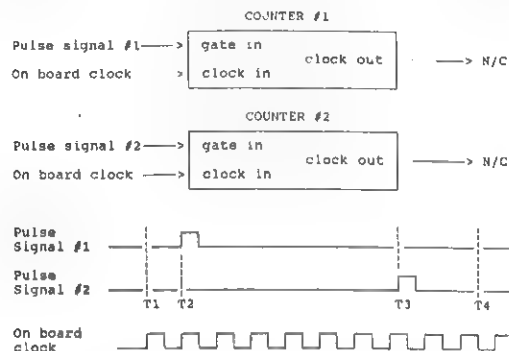 COUNTER #1
Pulse signal #1
gate in
clock out
N/C
On board clock
clock in
COUNTER #2
Pulse signal #2
gate in
clock out
N/C
On board clock
clock in
Pulse
Signal #1
Pulse
Signal #2
T1 T2 T3 T4
On board
clock